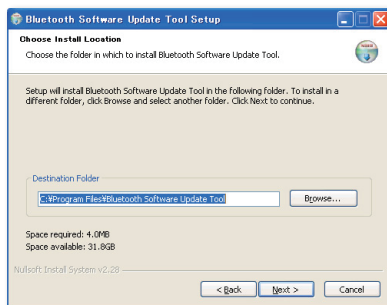 Bluetooth Software Update Tool Setup
Choose Install Location
Choose the folder in which to install Bluetooth Software Update Tool.
Setup will install Bluetooth Software Update Tool in the following folder. To install in a
different folder, click Browse and select another folder. Click Next to continue.
Destination Folder
C:¥Program Files¥Bluetooth Software Update Tool
Browse...
Space required: 4.0MB
Space available: 31.8GB
Nullsoft Install System v2.28
< Back Next > Cancel